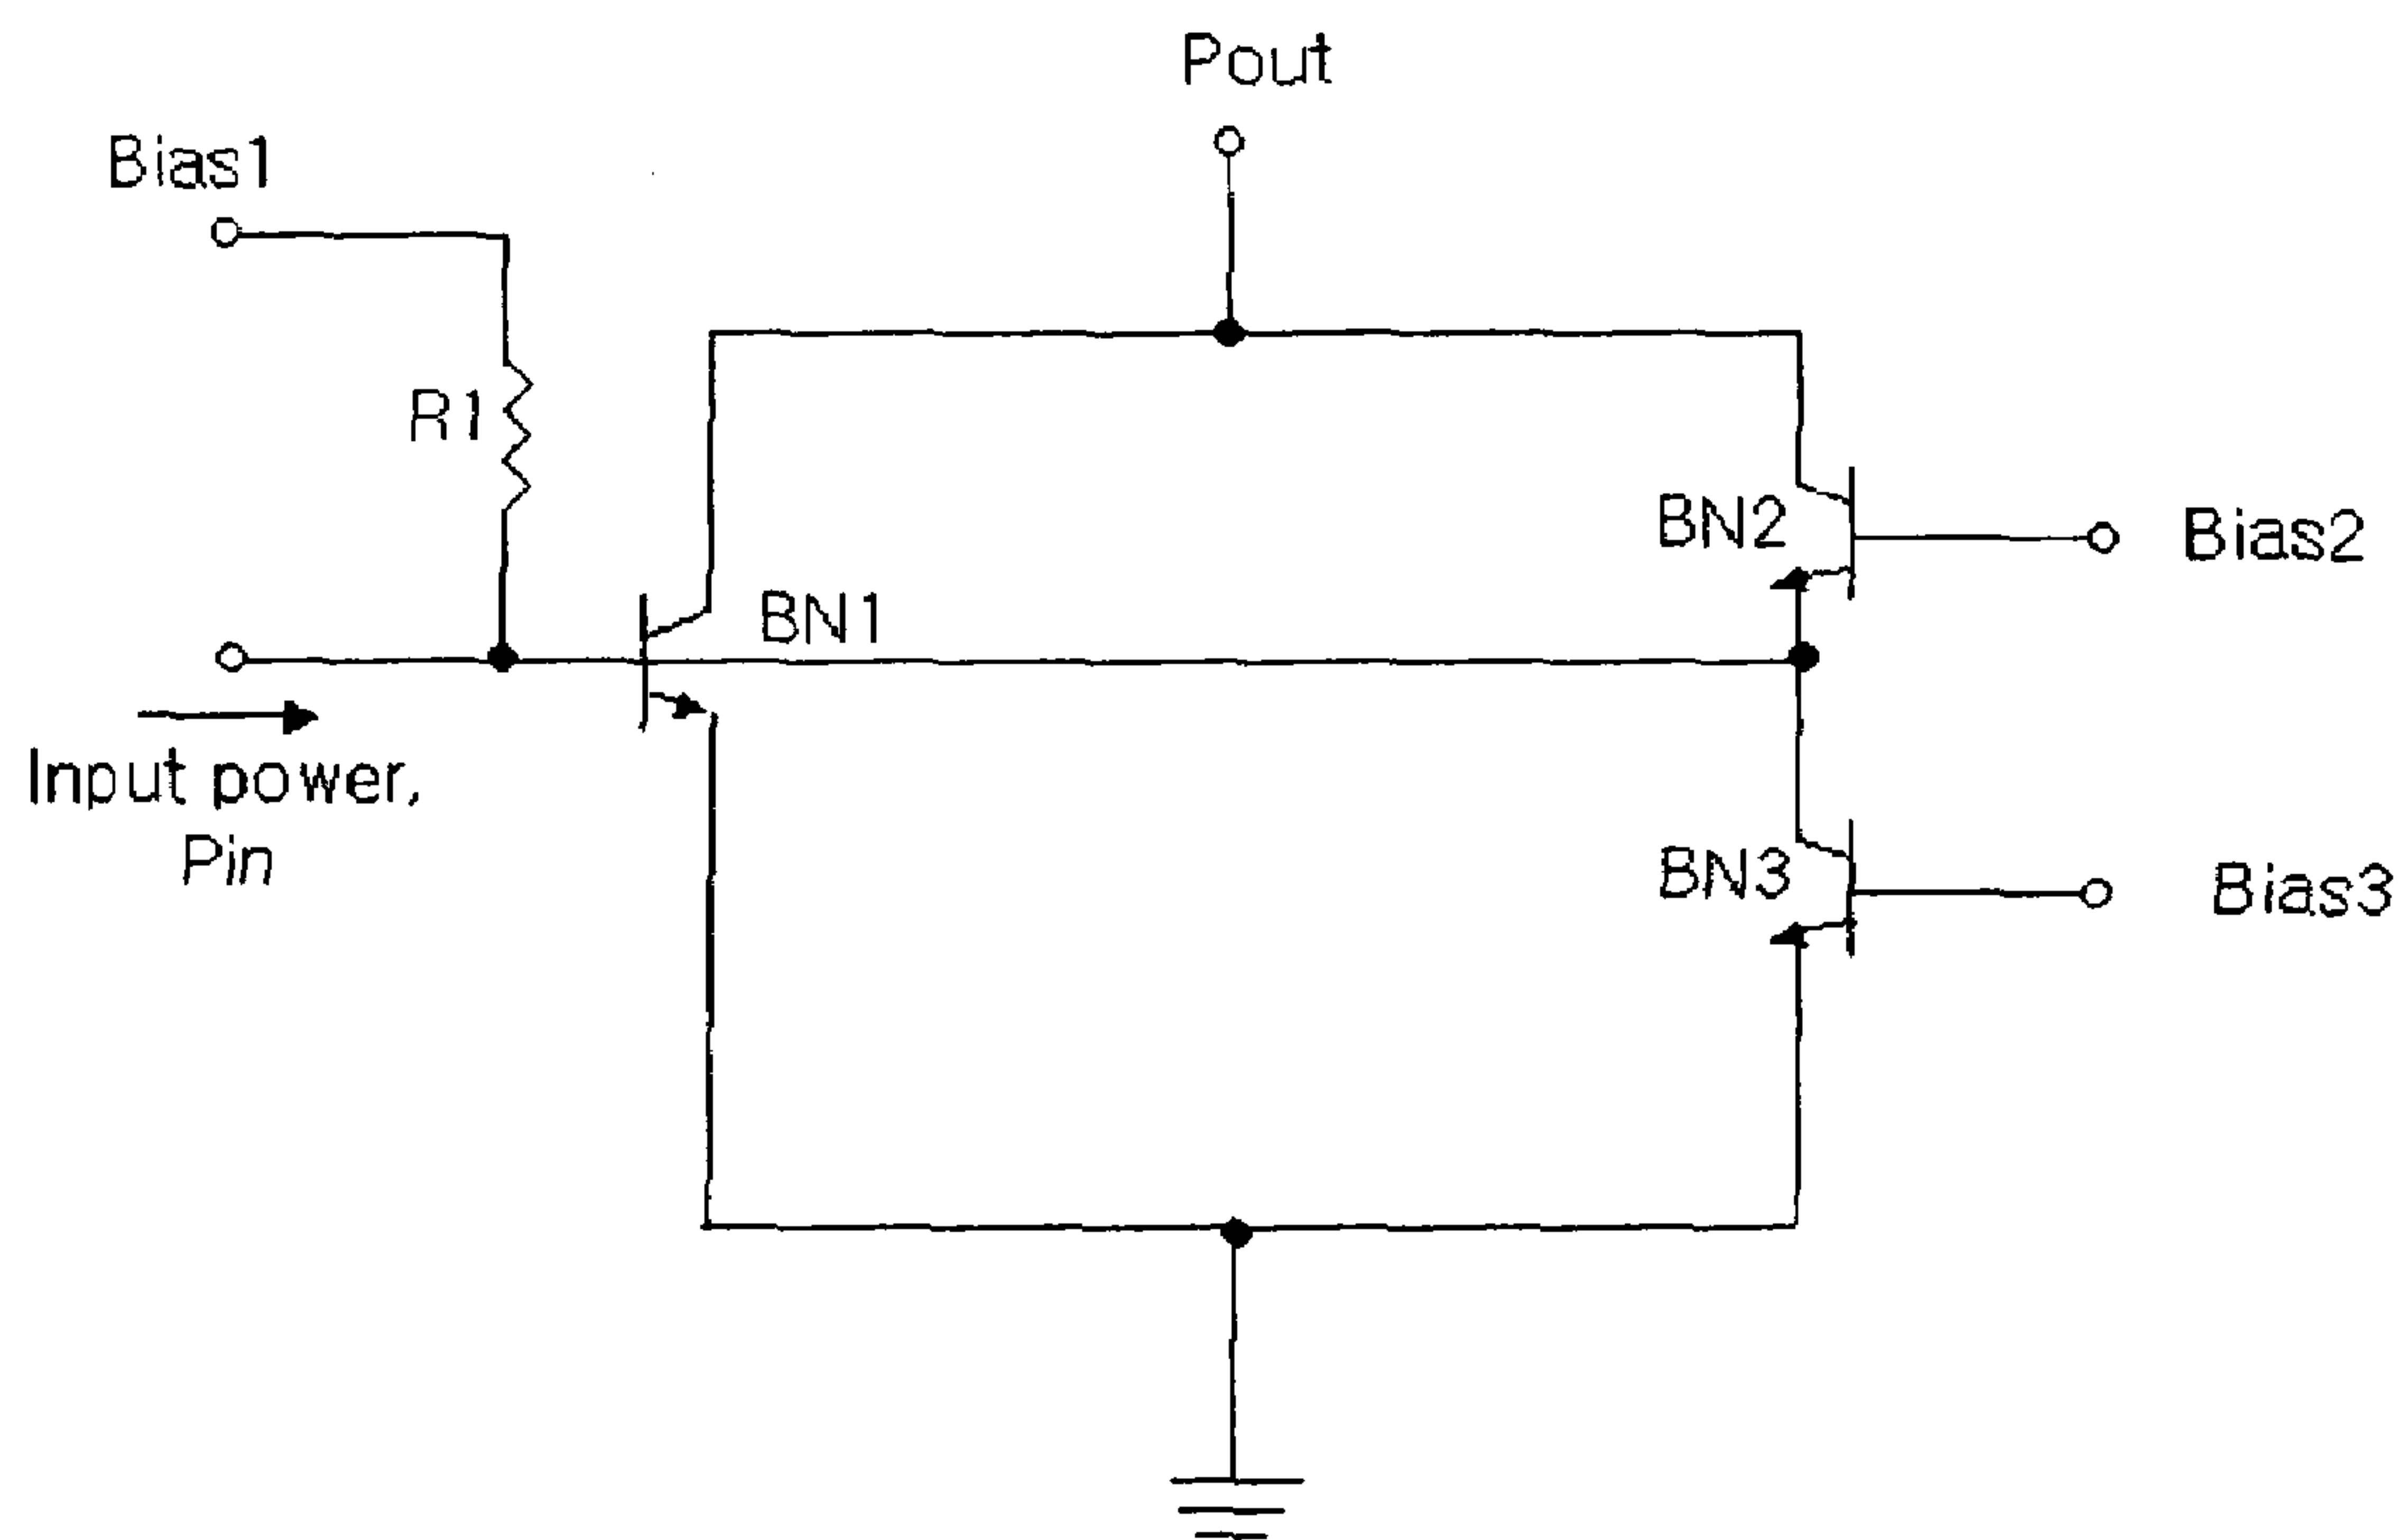 Pout
Bias1
R1
BN2
Bias2
BN1
Input power,
Pin
BN3
Bias3